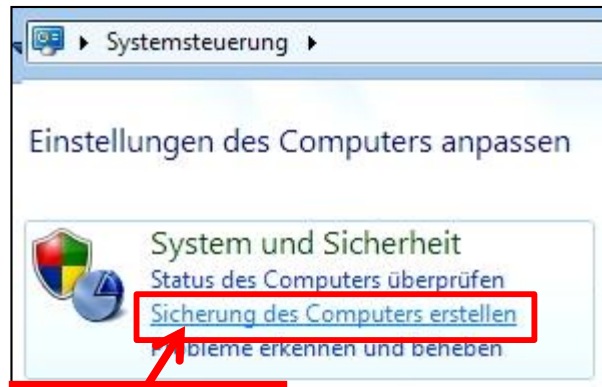 Systemsteuerung
Einstellungen des Computers anpassen
System und Sicherheit
Status des Computers überprüfen
Sicherung des Computers erstellen
Probleme erkennen und beheben